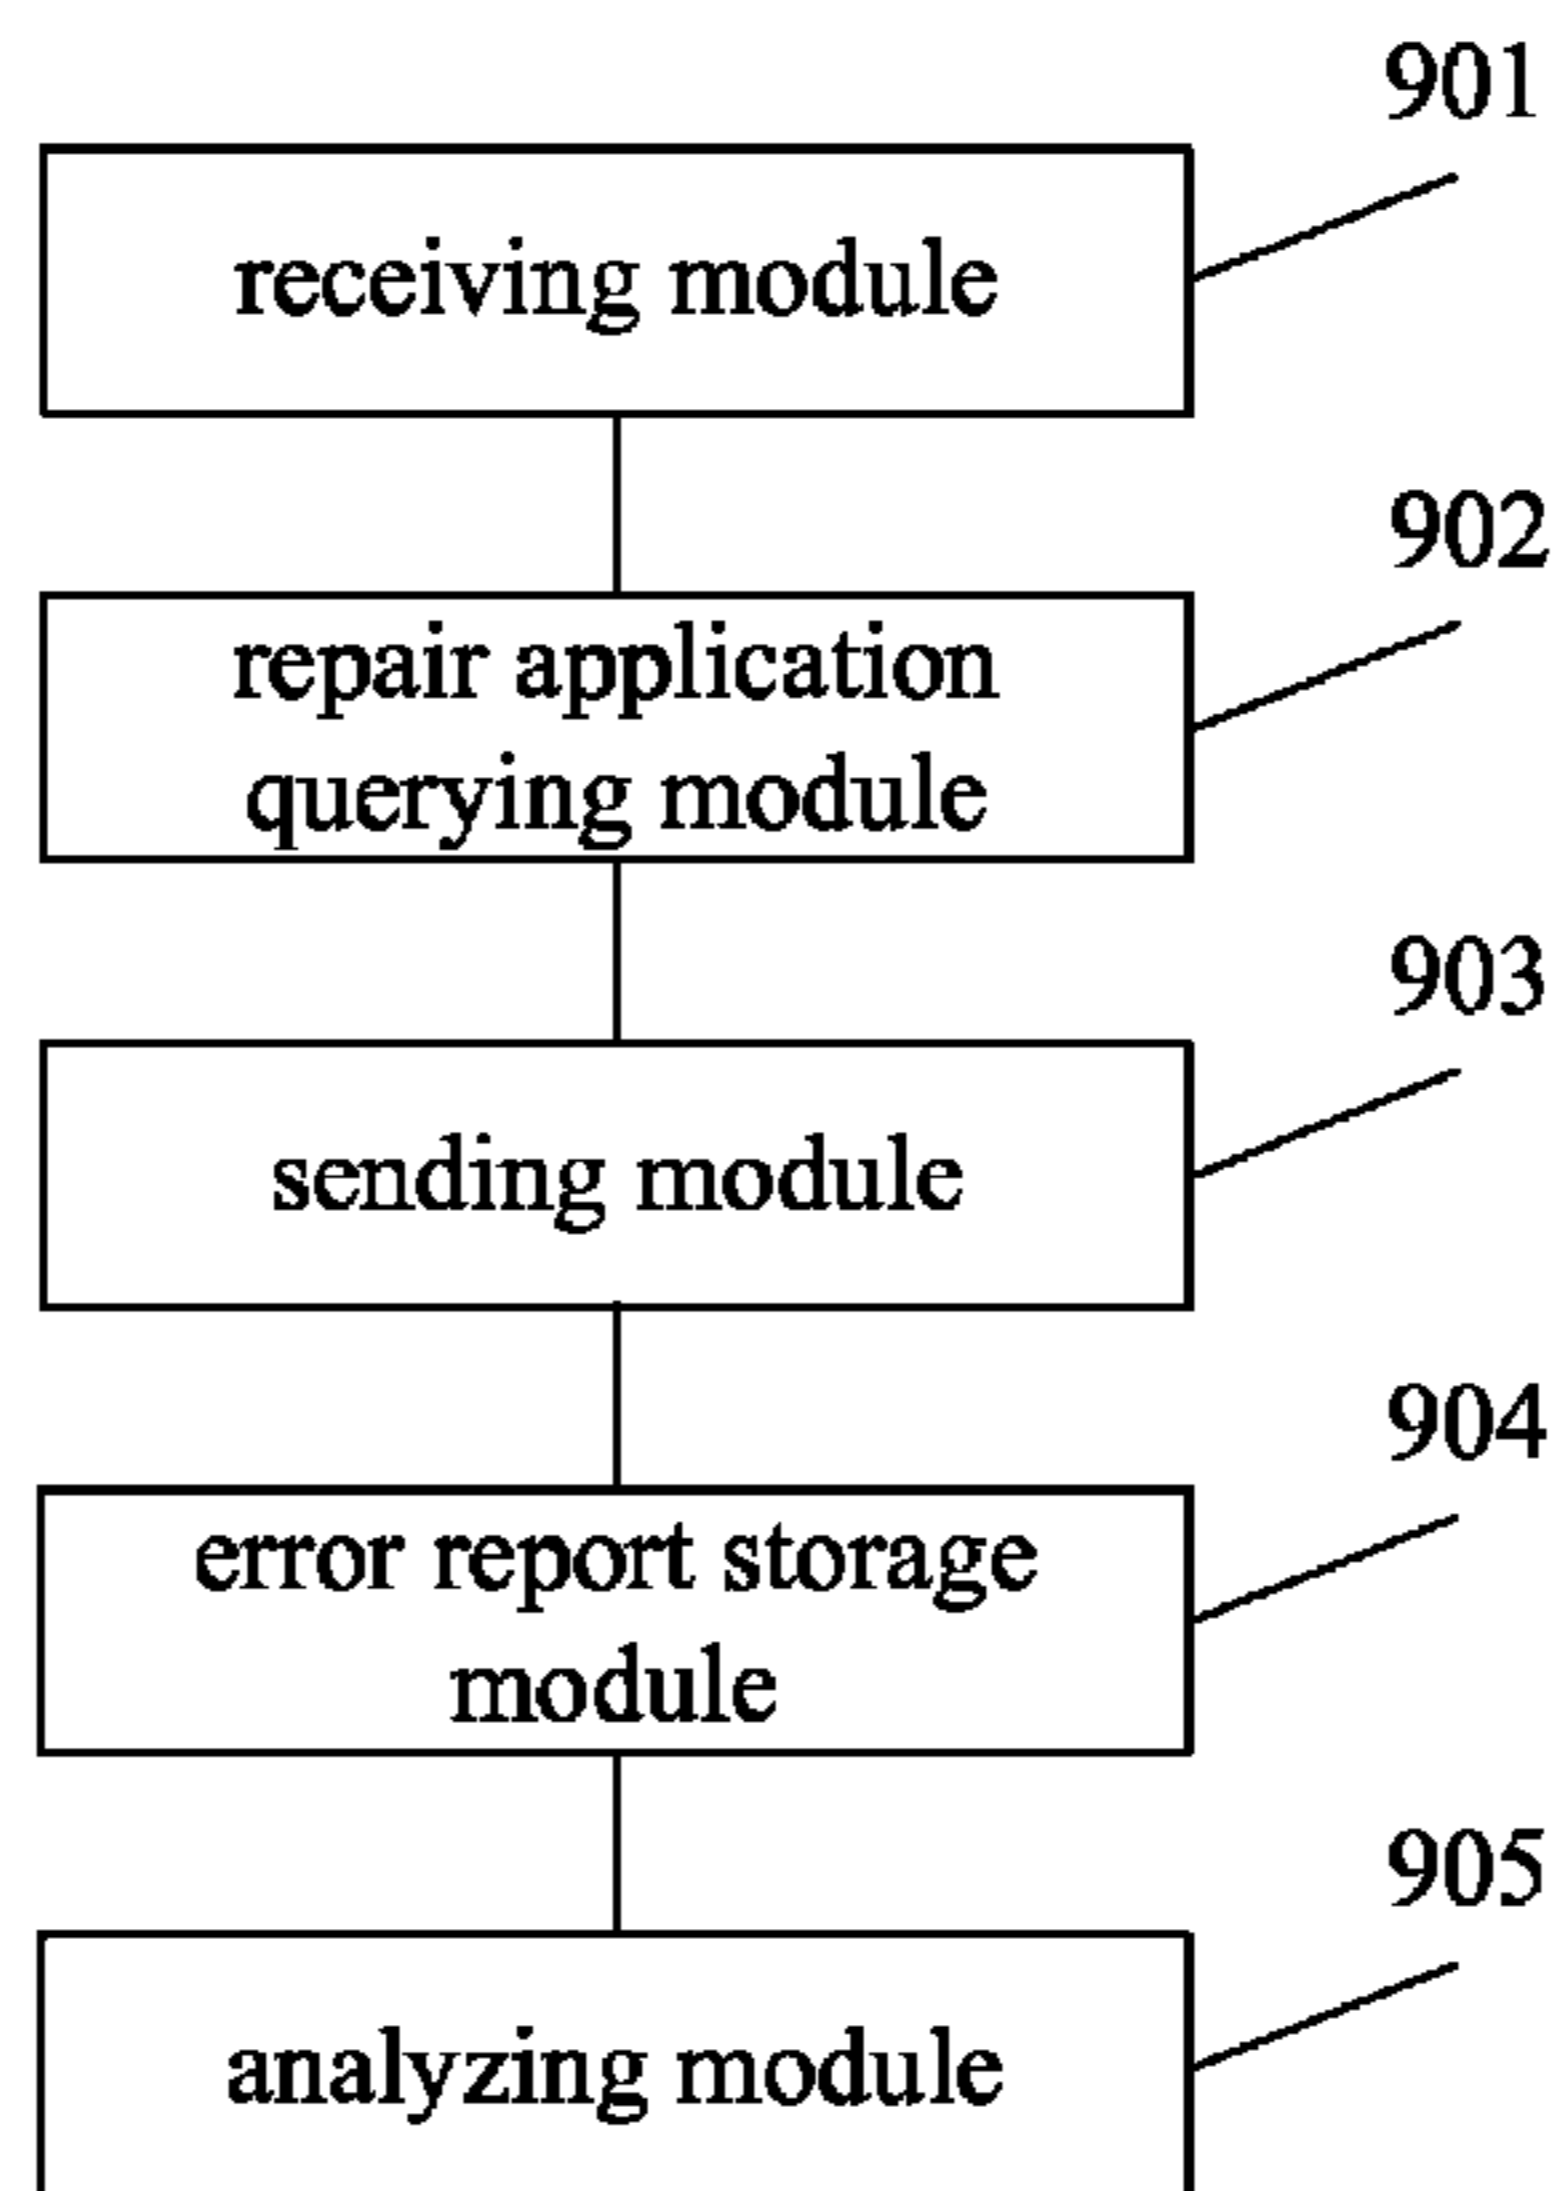 901
receiving module
902
repair application
querying module
903
sending module
904
error report storage
module
905
analyzing module